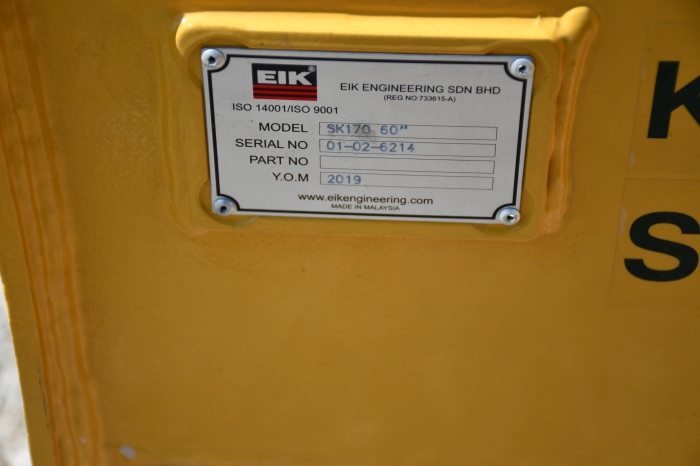 EIK®
EIK ENGINEERING SDN BHD
(REG NO:733615-A)
ISO 14001/ISO 9001
MODEL SK170 60"
SERIAL NO 01-02-6214
PART NO
Y.O.M 2019
www.eikengineering.com
MADE IN MALAYSIA
K
S